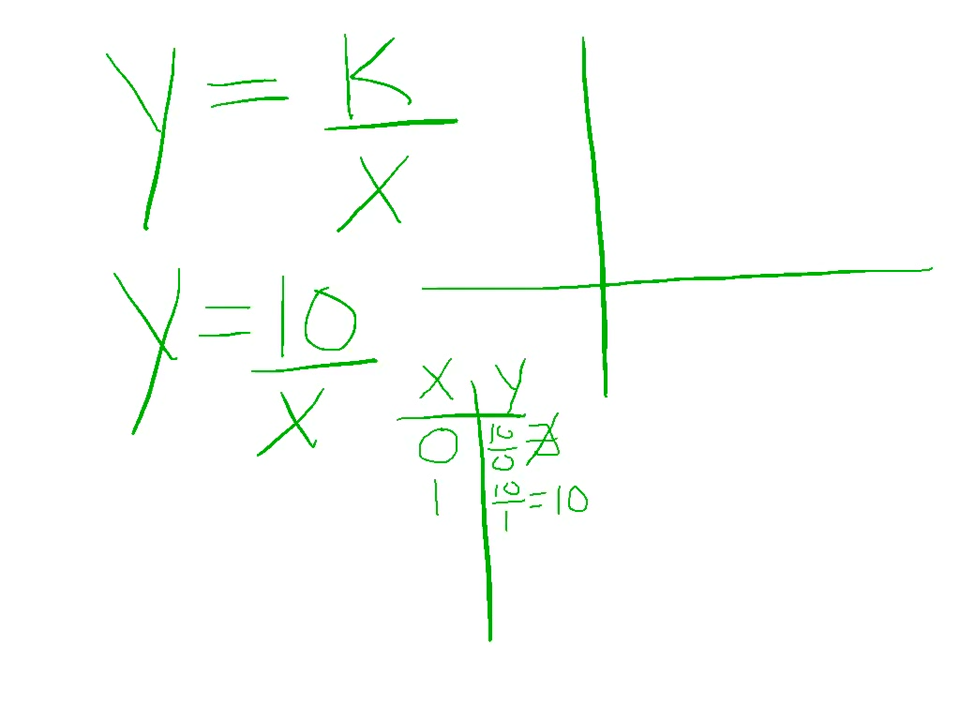 Y = K/X
Y = 10/X
X Y
0 10/0
1 10/1 = 10